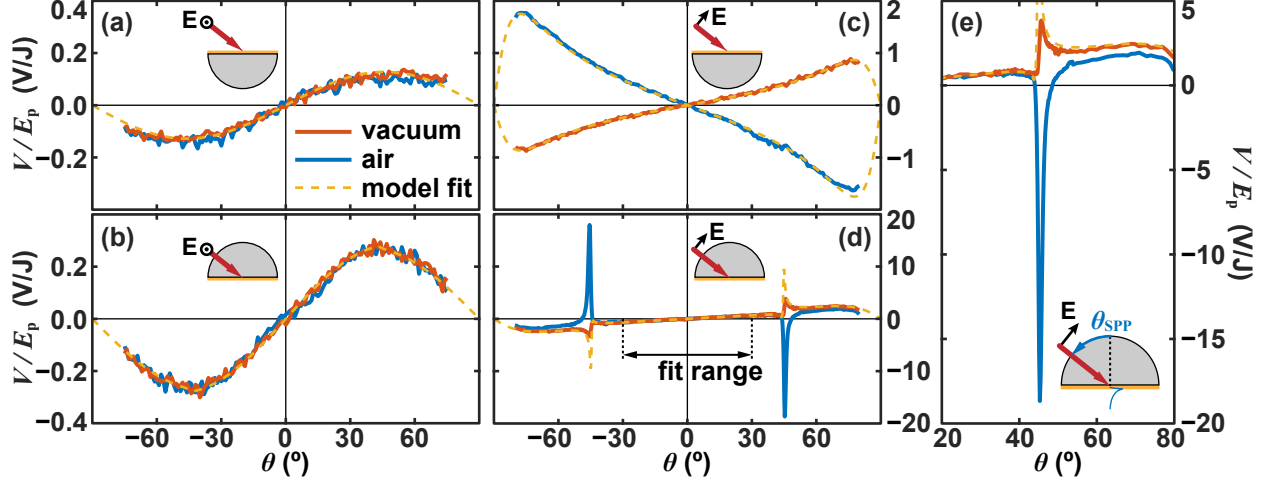 (a)
E
0.4
0.2
0.0
−0.2
V/Ep (V/J)
vacuum
air
model fit
(b)
E
0.2
0.0
−0.2
−0.4
V/Ep (V/J)
−60
−30
0
30
60
θ (º)
(c)
E
2
1
0
−1
(d)
E
fit range
20
10
0
−10
−20
−60
−30
0
30
60
θ (º)
(e)
5
0
−5
−10
−15
−20
V/Ep (V/J)
E
θSPP
20
40
60
80
θ (º)